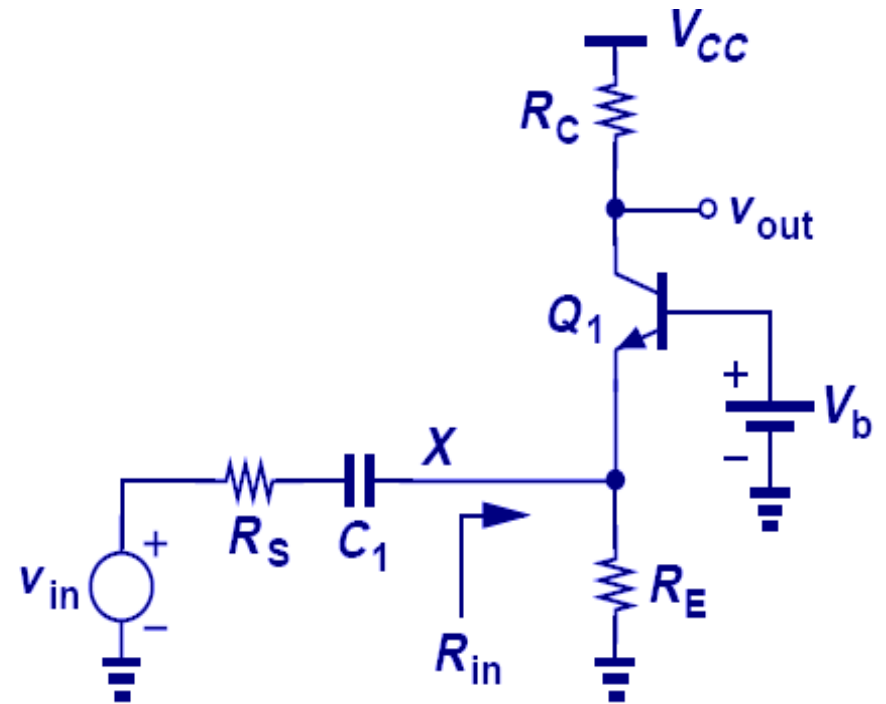 VCC
RC
vout
Q1
+
Vb
−
X
RS
C1
+
vin
−
Rin
RE